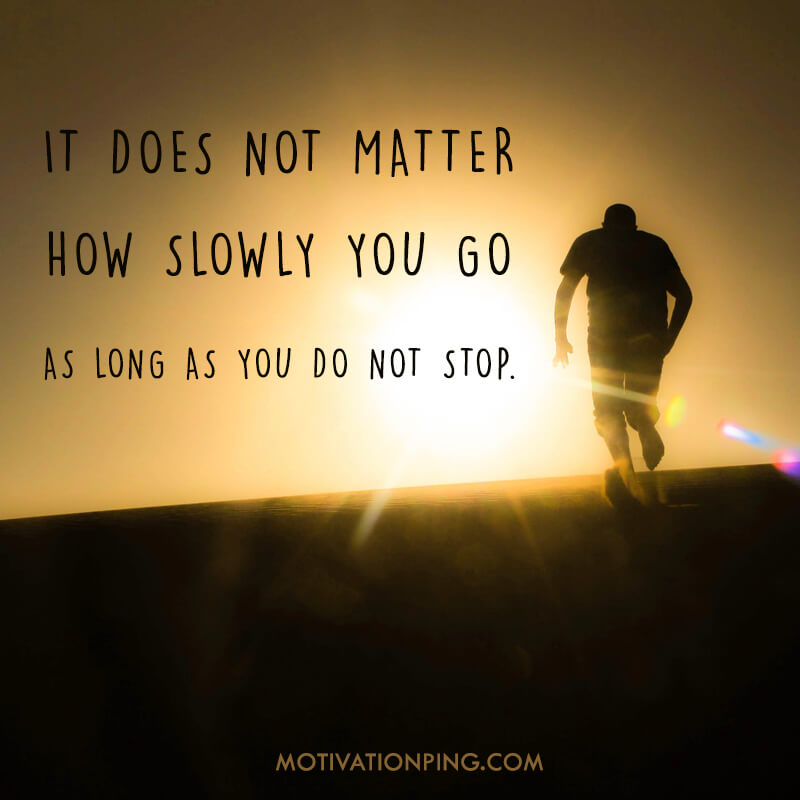 IT DOES NOT MATTER
HOW SLOWLY YOU GO
AS LONG AS YOU DO NOT STOP.
MOTIVATIONPING.COM